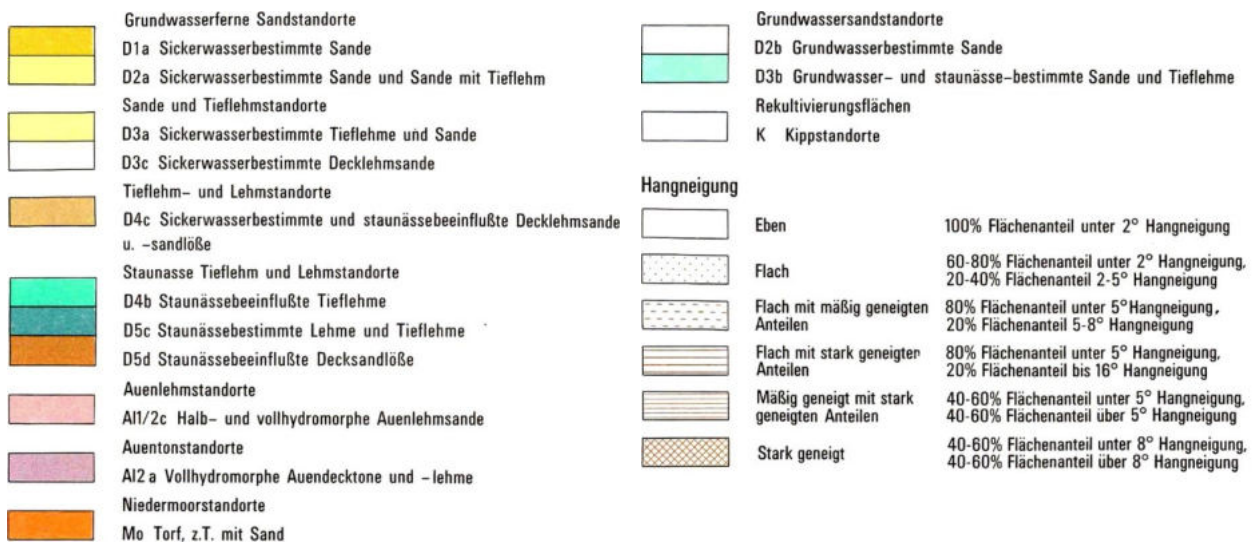 Grundwasserferne Sandstandorte
D1a Sickerwasserbestimmte Sande
D2a Sickerwasserbestimmte Sande und Sande mit Tieflehm
Sande und Tieflehmstandorte
D3a Sickerwasserbestimmte Tieflehme und Sande
D3c Sickerwasserbestimmte Decklehmsande
Tieflehm- und Lehmstandorte
D4c Sickerwasserbestimmte und staunässebeeinflußte Decklehmsande
u. -sandlöße
Staunasse Tieflehm und Lehmstandorte
D4b Staunässebeeinflußte Tieflehme
D5c Staunässebestimmte Lehme und Tieflehme
D5d Staunässebeeinflußte Decksandlöße
Auenlehmstandorte
Al1/2c Halb- und vollhydromorphe Auenlehmsande
Auentonstandorte
Al2a Vollhydromorphe Auendecktone und -lehme
Niedermoorstandorte
Mo Torf, z.T. mit Sand
Grundwassersandstandorte
D2b Grundwasserbestimmte Sande
D3b Grundwasser- und staunässe-bestimmte Sande und Tieflehme
Rekultivierungsflächen
K Kippstandorte
Hangneigung
Eben 100% Flächenanteil unter 2° Hangneigung
Flach 60-80% Flächenanteil unter 2° Hangneigung,
20-40% Flächenanteil 2-5° Hangneigung
Flach mit mäßig geneigten 80% Flächenanteil unter 5° Hangneigung,
Anteilen 20% Flächenanteil 5-8° Hangneigung
Flach mit stark geneigter 80% Flächenanteil unter 5° Hangneigung,
Anteilen 20% Flächenanteil bis 16° Hangneigung
Mäßig geneigt mit stark 40-60% Flächenanteil unter 5° Hangneigung,
geneigten Anteilen 40-60% Flächenanteil über 5° Hangneigung
Stark geneigt 40-60% Flächenanteil unter 8° Hangneigung,
40-60% Flächenanteil über 8° Hangneigung